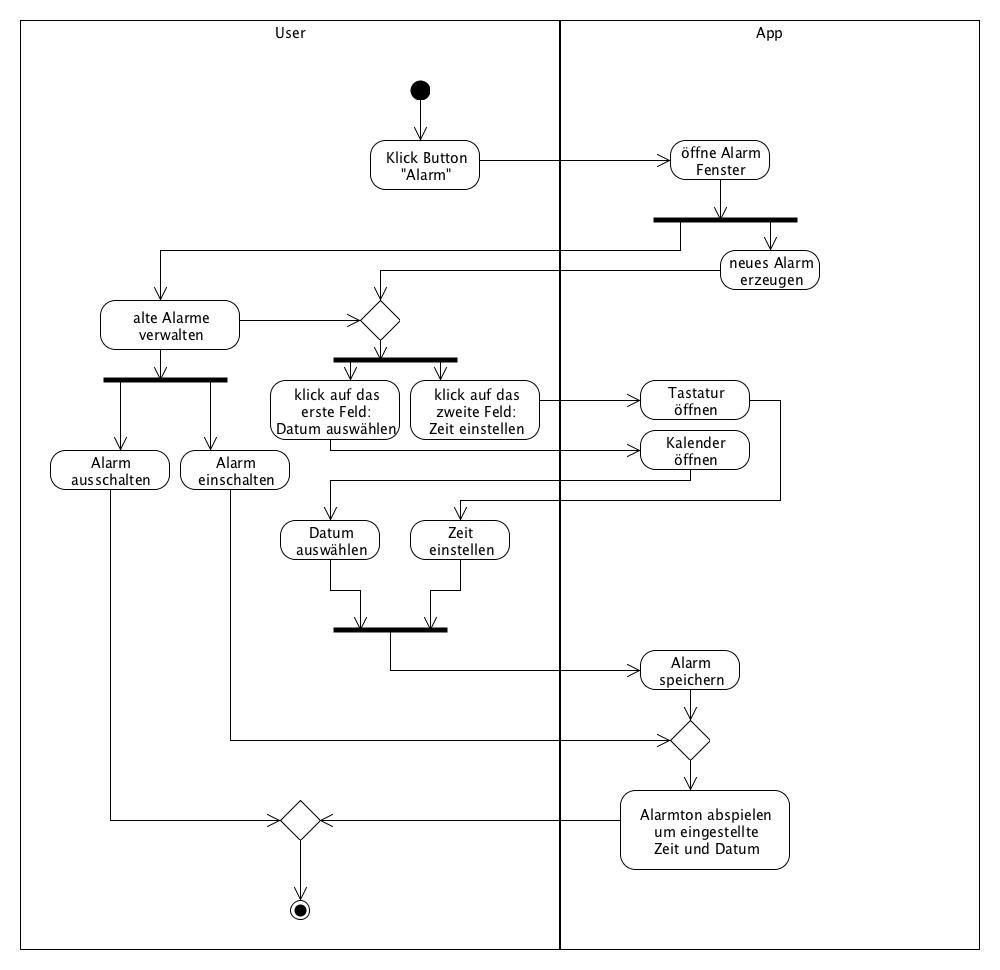 User
App
Klick Button
"Alarm"
öffne Alarm
Fenster
neues Alarm
erzeugen
alte Alarme
verwalten
klick auf das
erste Feld:
Datum auswählen
klick auf das
zweite Feld:
Zeit einstellen
Tastatur
öffnen
Kalender
öffnen
Alarm
ausschalten
Alarm
einschalten
Datum
auswählen
Zeit
einstellen
Alarm
speichern
Alarmton abspielen
um eingestellte
Zeit und Datum